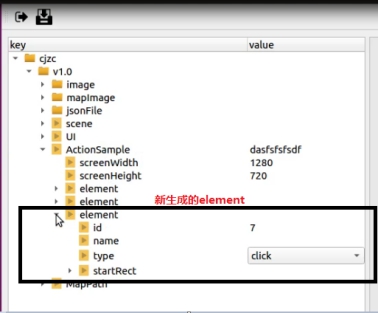 key value
cjzc
v1.0
image
mapImage
jsonFile
scene
UI
ActionSample dasfsfsfsdf
screenWidth 1280
screenHeight 720
element
element
新生成的element
element
id 7
name
type click
startRect
MapPath